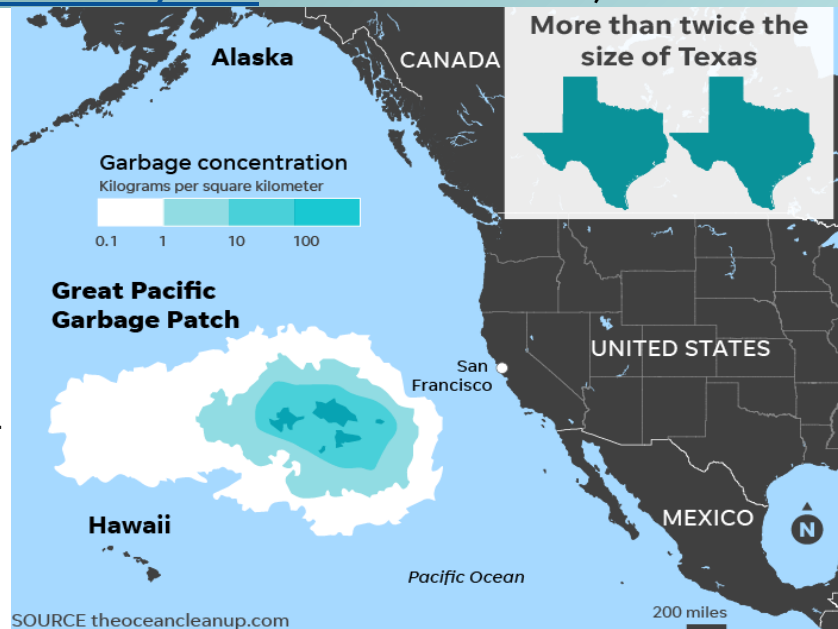 More than twice the
size of Texas
Alaska
CANADA
Garbage concentration
Kilograms per square kilometer
0.1 1 10 100
Great Pacific
Garbage Patch
San
Francisco
UNITED STATES
Hawaii
MEXICO
N
Pacific Ocean
200 miles
SOURCE theoceancleanup.com